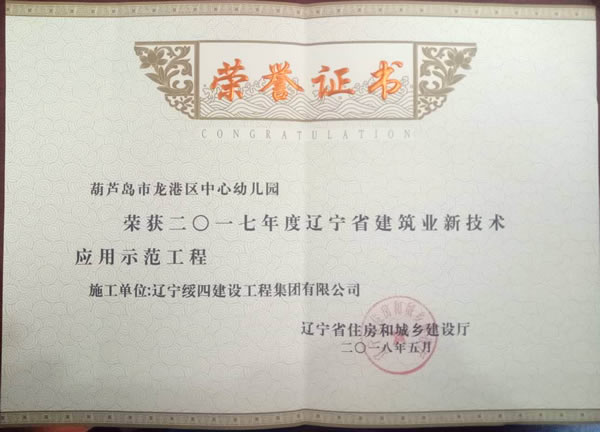 荣誉证书
CONGRATULATION
葫芦岛市龙港区中心幼儿园
荣获二〇一七年度辽宁省建筑业新技术
应用示范工程
施工单位:辽宁绥四建设工程集团有限公司
辽宁省住房和城乡建设厅
二〇一八年五月